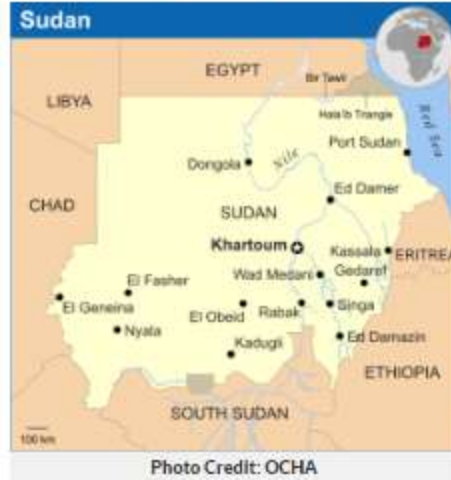 Sudan
EGYPT
Bir Tawil
LIBYA
Hala'ib Triangle
Red Sea
Port Sudan
Dongola
Nile
Ed Damer
CHAD
SUDAN
Khartoum
Kassala
ERITREA
Wad Medani
Gedaref
El Fasher
El Geneina
El Obeid
Rabak
Singa
Nyala
Ed Damazin
Kadugli
ETHIOPIA
SOUTH SUDAN
100 km
Photo Credit: OCHA